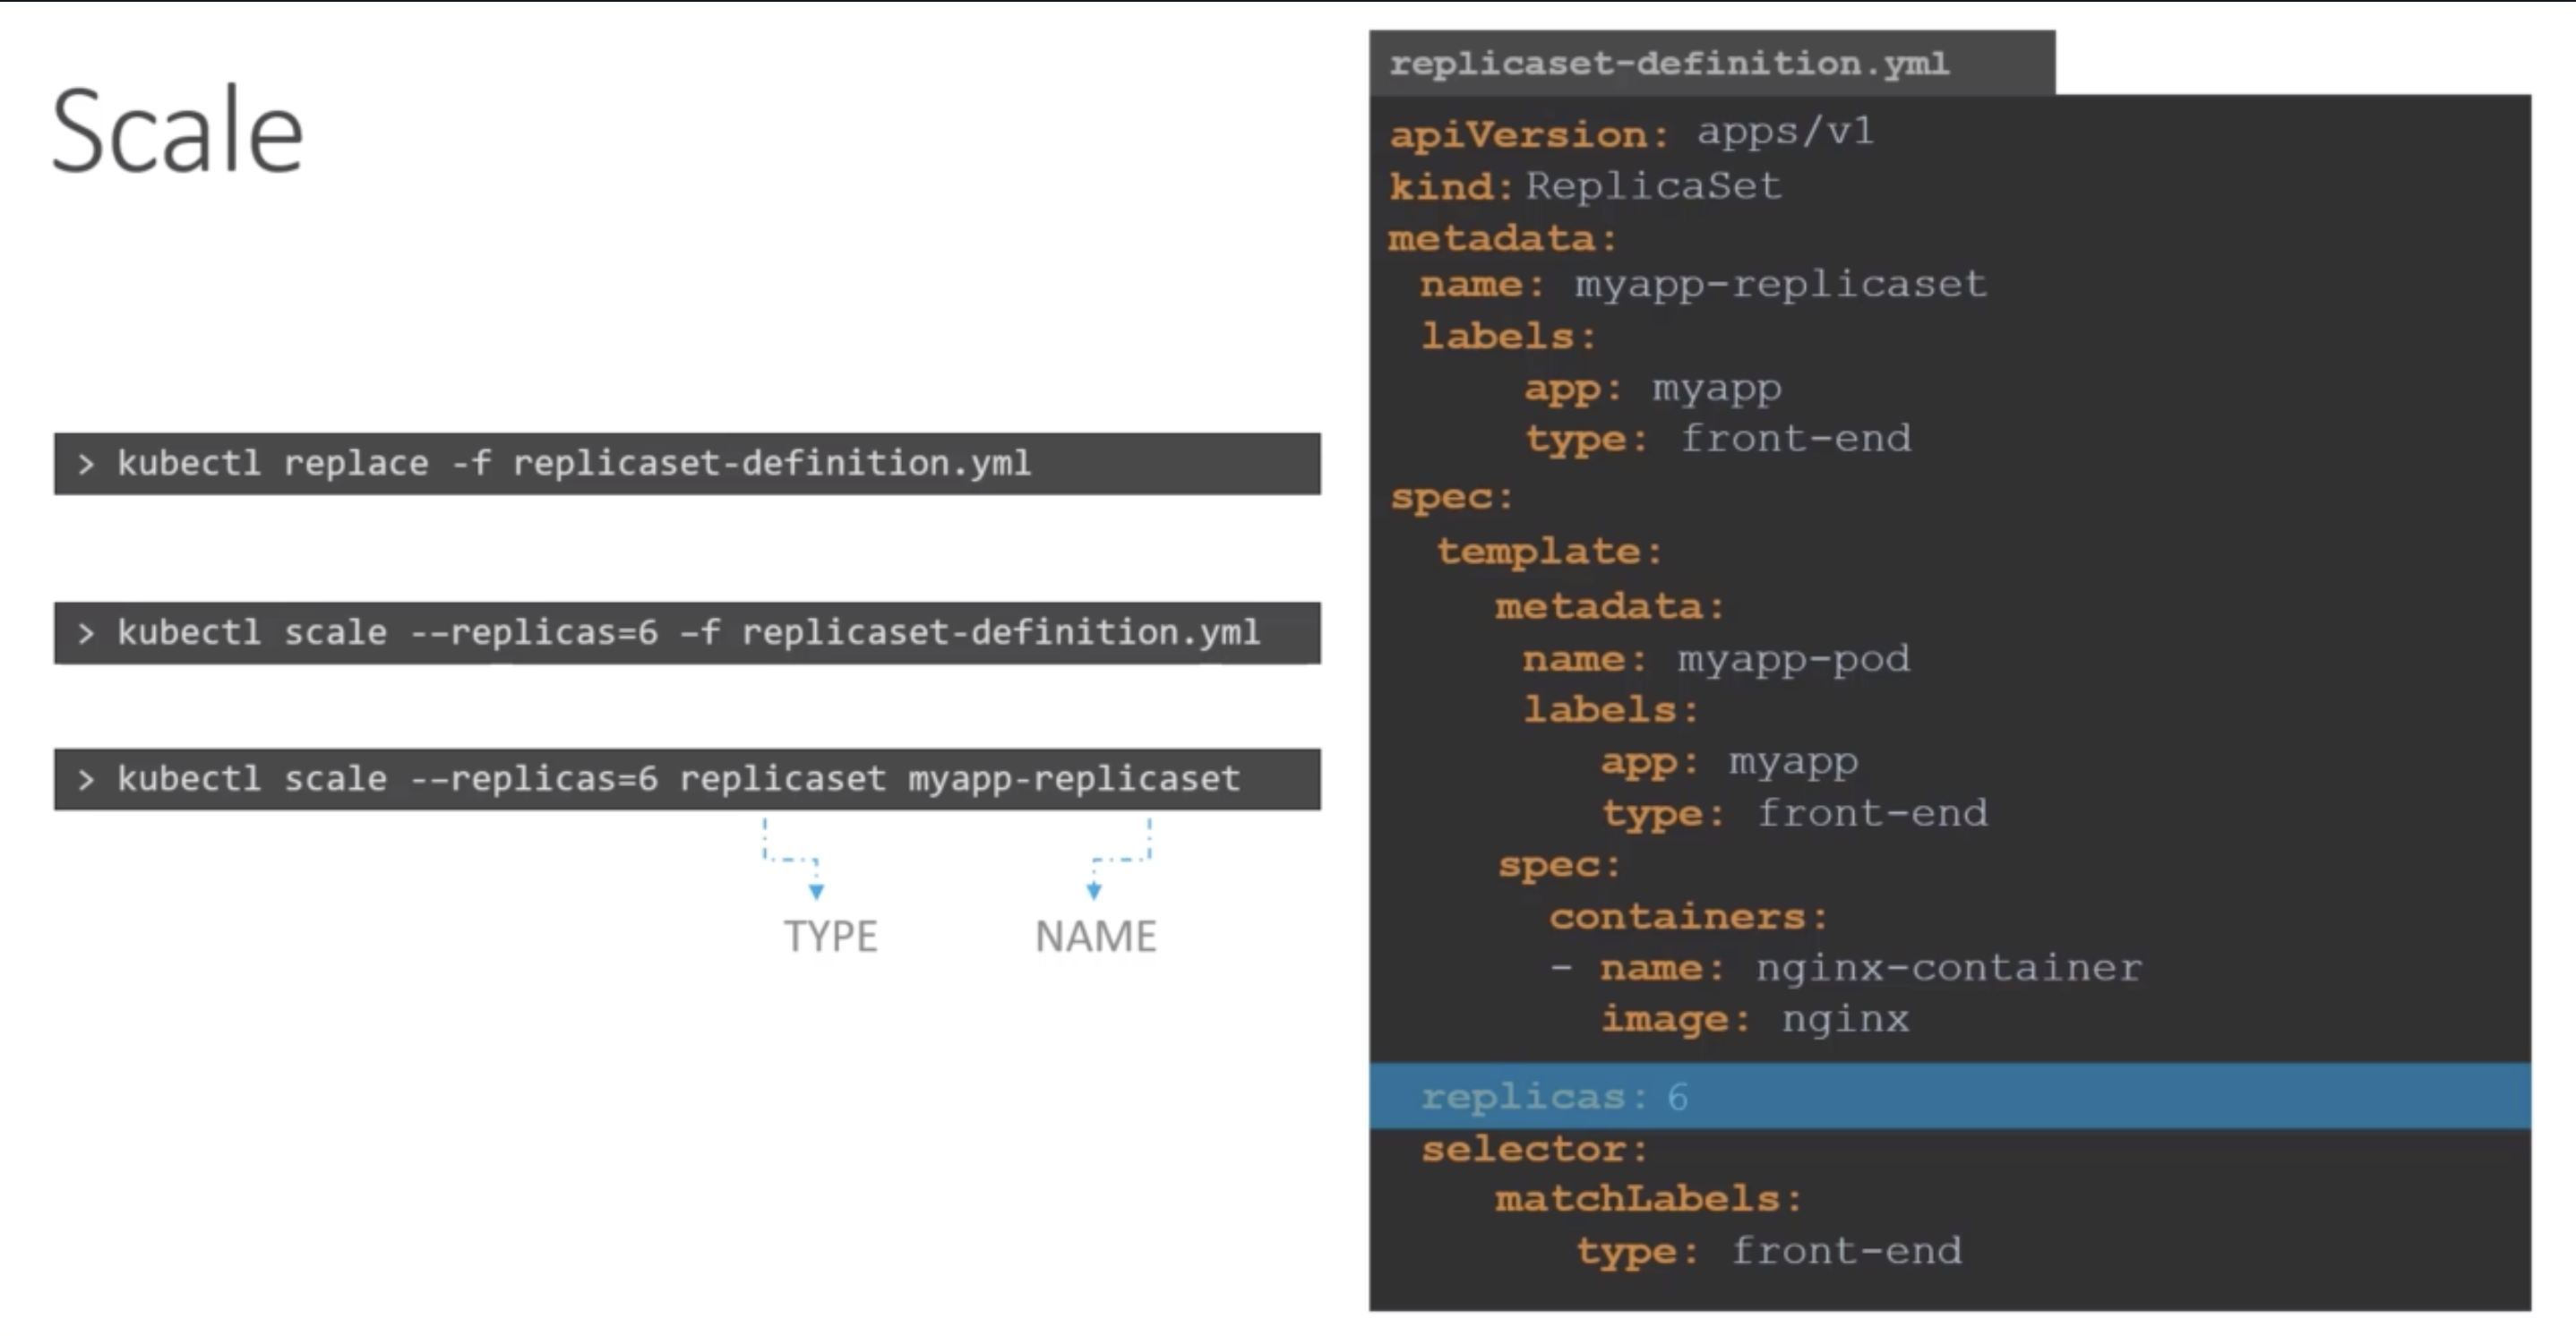 Scale
> kubectl replace -f replicaset-definition.yml
> kubectl scale --replicas=6 –f replicaset-definition.yml
> kubectl scale --replicas=6 replicaset myapp-replicaset
TYPE
NAME
replicaset-definition.yml
apiVersion: apps/v1
kind: ReplicaSet
metadata:
  name: myapp-replicaset
  labels:
      app: myapp
      type: front-end
spec:
  template:
    metadata:
      name: myapp-pod
      labels:
         app: myapp
         type: front-end
    spec:
      containers:
      - name: nginx-container
        image: nginx
  replicas: 6
  selector:
    matchLabels:
       type: front-end